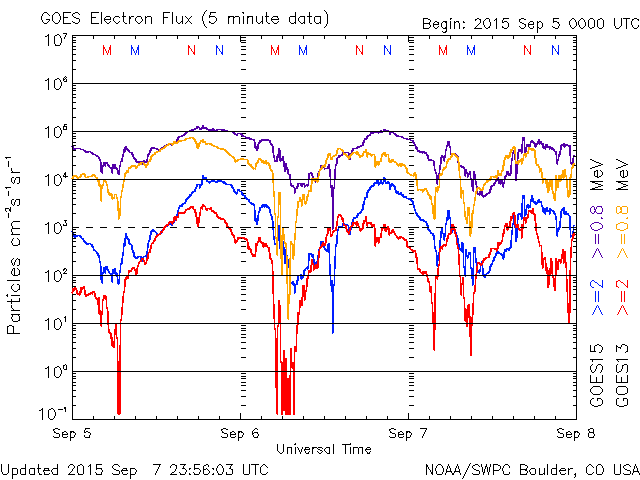 GOES Electron Flux (5 minute data)
Begin: 2015 Sep 5 0000 UTC
M M N N M M N N M M N N
10⁷
10⁶
10⁵
10⁴
10³
10²
10¹
10⁰
10⁻¹
Particles cm⁻²s⁻¹sr⁻¹
Sep 5 Sep 6 Sep 7 Sep 8
Universal Time
GOES15 >=2 >=0.8 MeV
GOES13 >=2 >=0.8 MeV
Updated 2015 Sep 7 23:56:03 UTC
NOAA/SWPC Boulder, CO USA